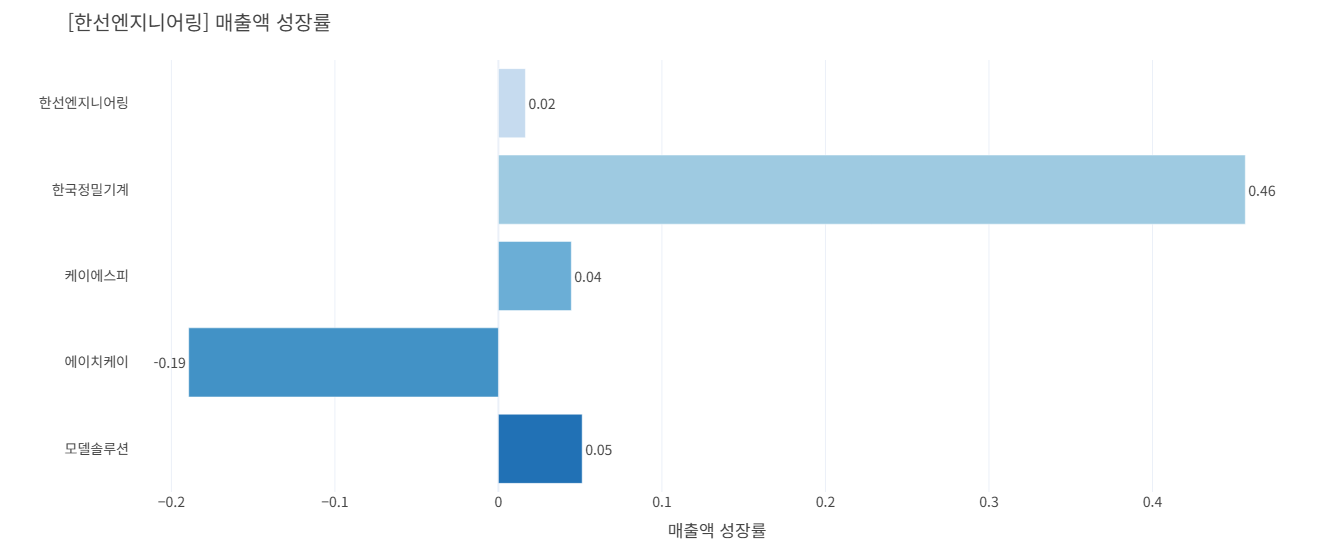 [한선엔지니어링] 매출액 성장률
한선엔지니어링
0.02
한국정밀기계
0.46
케이에스피
0.04
에이치케이
-0.19
모델솔루션
0.05
−0.2
−0.1
0
0.1
0.2
0.3
0.4
매출액 성장률